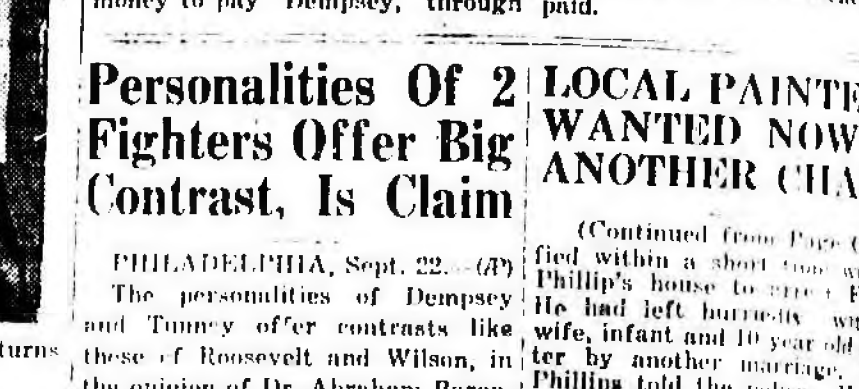 money to pay Dempsey, through
paid.
Personalities Of 2
Fighters Offer Big
Contrast, Is Claim
PHILADELPHIA, Sept. 22.—(AP)
The personalities of Dempsey
and Tunney offer contrasts like
these of Roosevelt and Wilson, in
the opinion of Dr. Abraham
turns
LOCAL
WANTED NOW
ANOTHER
(Continued from Page
fied within a short time
Phillip's house to
He had left hurriedly
wife, infant and 10 year old
ter by another marriage.
Phillips told the